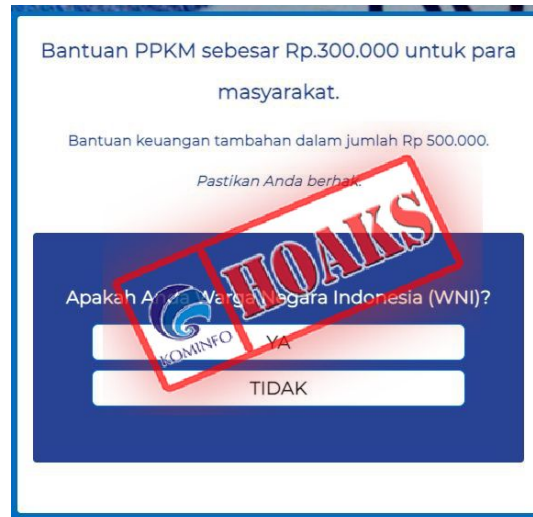 Bantuan PPKM sebesar Rp.300.000 untuk para
masyarakat.
Bantuan keuangan tambahan dalam jumlah Rp 500.000.
Pastikan Anda berhak.
HOAKS
KOMINFO
Apakah Anda Warga Negara Indonesia (WNI)?
YA
TIDAK